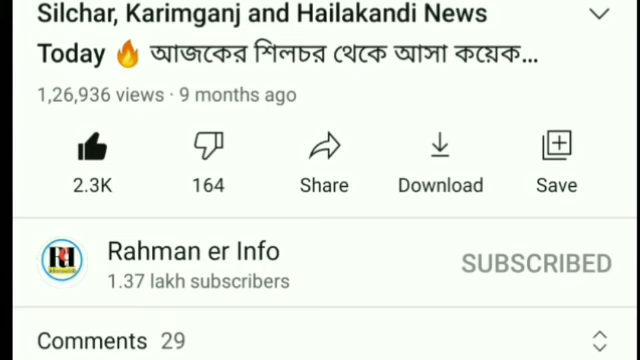 Silchar, Karimganj and Hailakandi News
Today 🔥 আজকের শিলচর থেকে আসা কয়েক...
1,26,936 views · 9 months ago
2.3K 164 Share Download Save
Rahman er Info
1.37 lakh subscribers
SUBSCRIBED
Comments 29